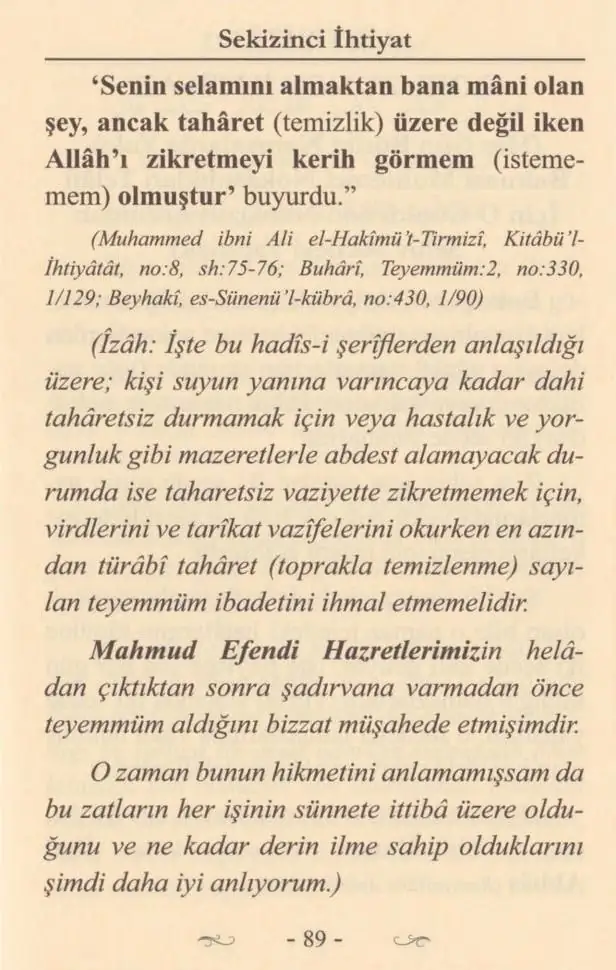 Sekizinci İhtiyat
‘Senin selamını almaktan bana mâni olan
şey, ancak tahâret (temizlik) üzere değil iken
Allâh’ı zikretmeyi kerih görmem (isteme-
mem) olmuştur’ buyurdu.”
(Muhammed ibni Ali el-Hakîmü’t-Tirmizî, Kitâbü’l-
İhtiyâtât, no:8, sh:75-76; Buhârî, Teyemmüm:2, no:330,
1/129; Beyhakî, es-Sünenü’l-kübrâ, no:430, 1/90)
(Îzâh: İşte bu hadîs-i şerîflerden anlaşıldığı
üzere; kişi suyun yanına varıncaya kadar dahi
tahâretsiz durmamak için veya hastalık ve yor-
gunluk gibi mazeretlerle abdest alamayacak du-
rumda ise taharetsiz vaziyette zikretmemek için,
virdlerini ve tarîkat vazîfelerini okurken en azın-
dan türâbî tahâret (toprakla temizlenme) sayı-
lan teyemmüm ibadetini ihmal etmemelidir.
Mahmud Efendi Hazretlerimizin helâ-
dan çıktıktan sonra şadırvana varmadan önce
teyemmüm aldığını bizzat müşahede etmişimdir.
O zaman bunun hikmetini anlamamışsam da
bu zatların her işinin sünnete ittibâ üzere oldu-
ğunu ve ne kadar derin ilme sahip olduklarını
şimdi daha iyi anlıyorum.)
- 89 -